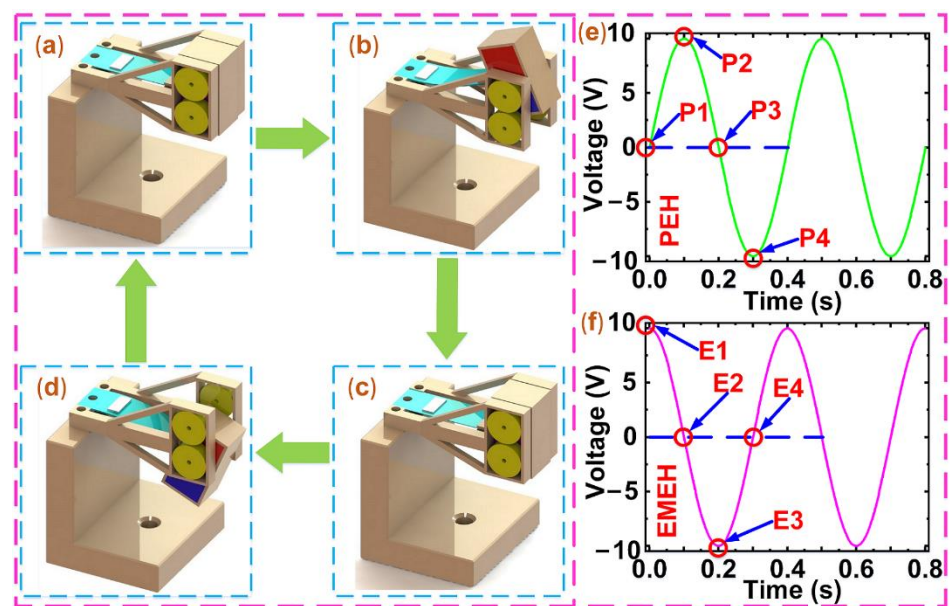 (a)
(b)
(c)
(d)
(e)
10
5
0
−5
−10
Voltage (V)
PEH
P1
P2
P3
P4
0.0 0.2 0.4 0.6 0.8
Time (s)
(f)
10
5
0
−5
−10
Voltage (V)
EMEH
E1
E2
E4
E3
0.0 0.2 0.4 0.6 0.8
Time (s)